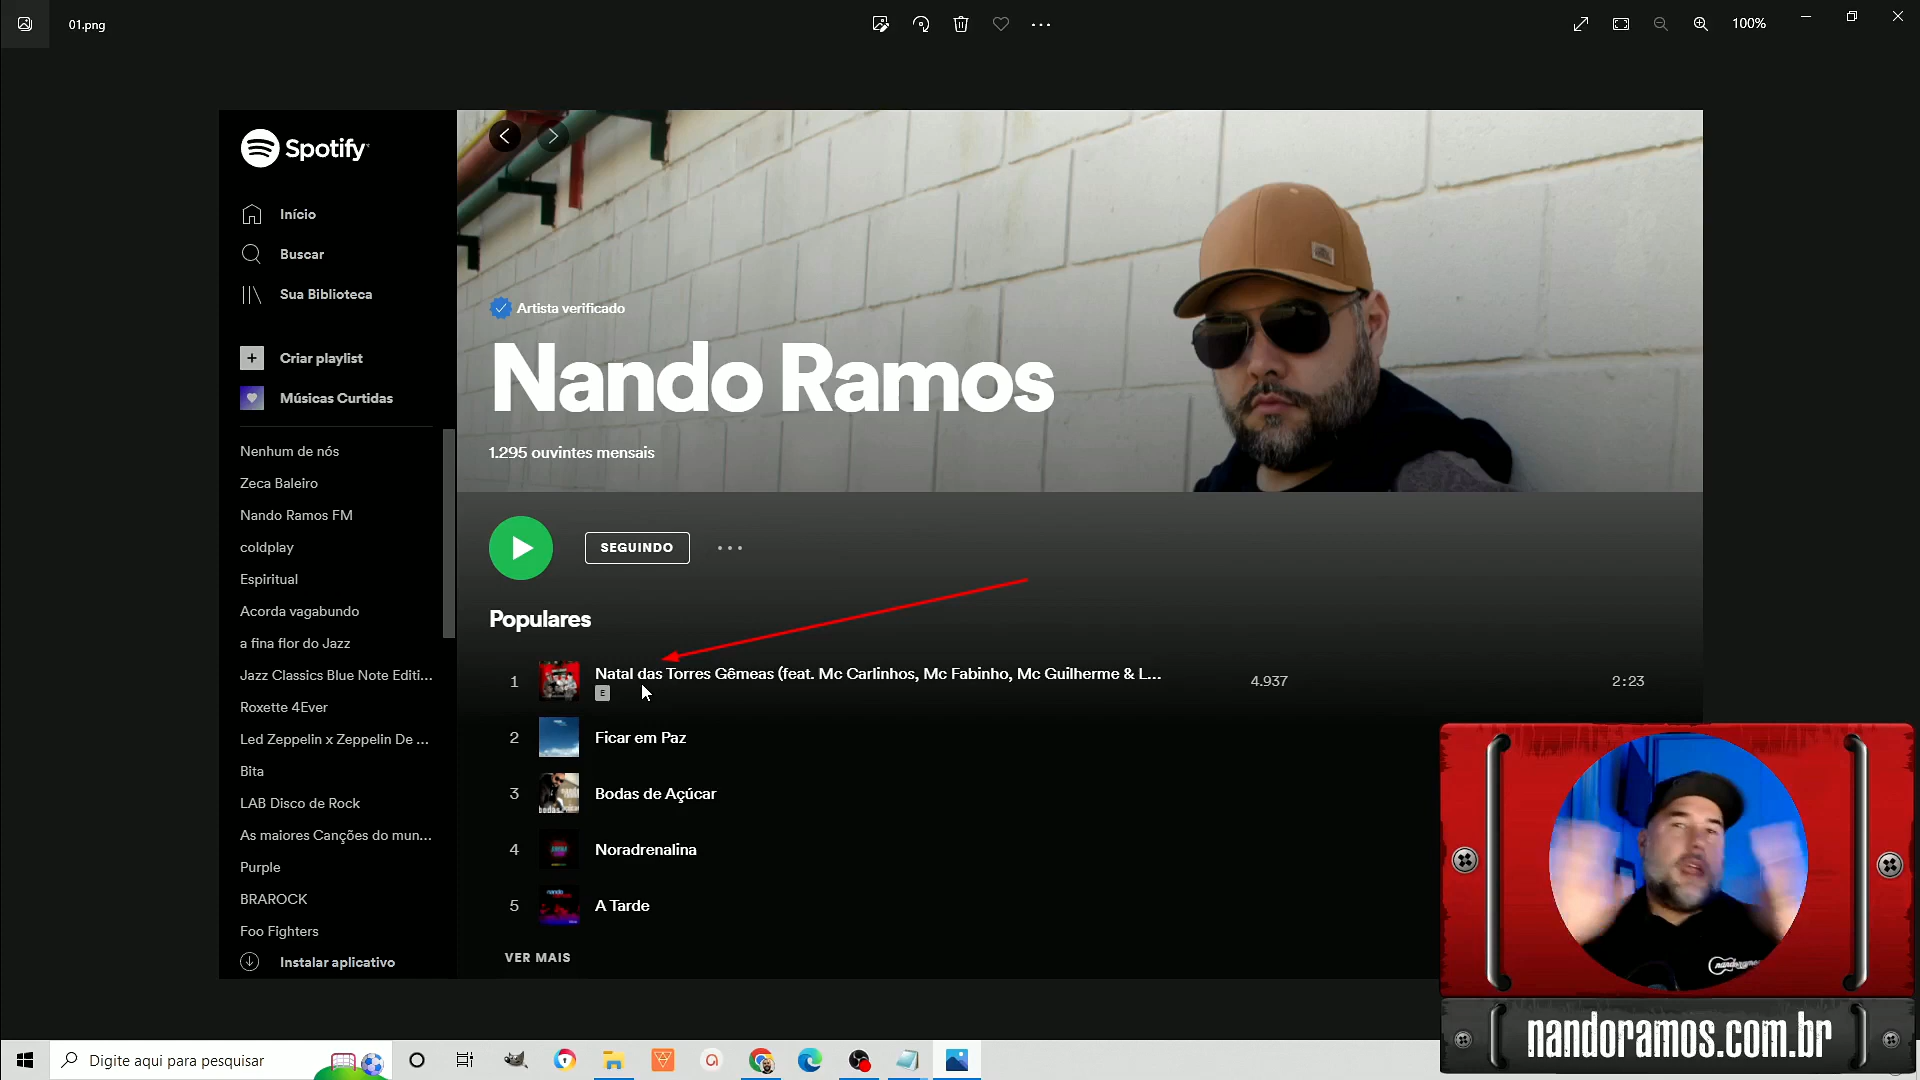 01.png
100%
Spotify
Início
Buscar
Sua Biblioteca
Criar playlist
Músicas Curtidas
Nenhum de nós
Zeca Baleiro
Nando Ramos FM
coldplay
Espiritual
Acorda vagabundo
a fina flor do Jazz
Jazz Classics Blue Note Editi...
Roxette 4Ever
Led Zeppelin x Zeppelin De ...
Bita
LAB Disco de Rock
As maiores Canções do mun...
Purple
BRAROCK
Foo Fighters
Instalar aplicativo
Artista verificado
Nando Ramos
1.295 ouvintes mensais
SEGUINDO
Populares
1 Natal das Torres Gêmeas (feat. Mc Carlinhos, Mc Fabinho, Mc Guilherme & L... 4.937 2:23
E
2 Ficar em Paz
3 Bodas de Açúcar
4 Noradrenalina
5 A Tarde
VER MAIS
nandoramos.com.br
Digite aqui para pesquisar